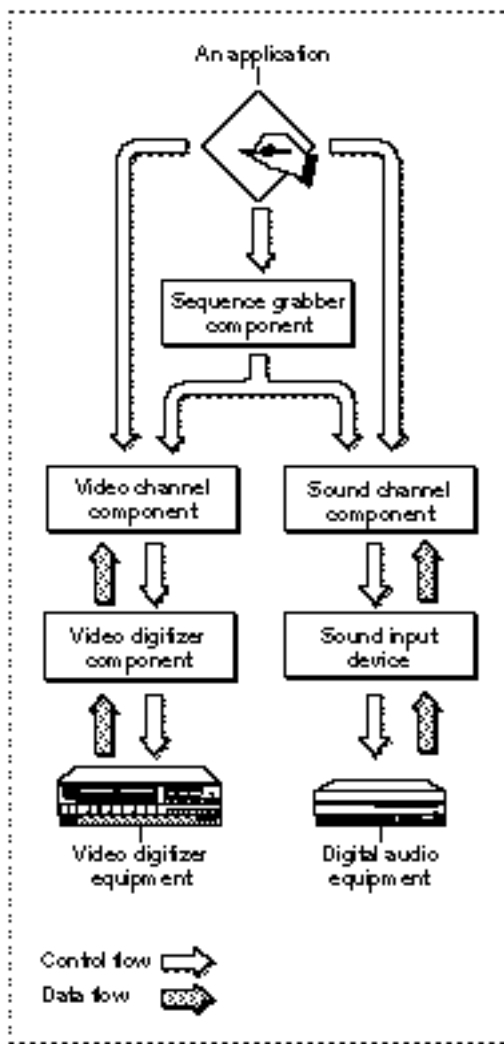 An application
Sequence grabber
component
Video channel
component
Sound channel
component
Video digitizer
component
Sound input
device
Video digitizer
equipment
Digital audio
equipment
Control flow
Data flow